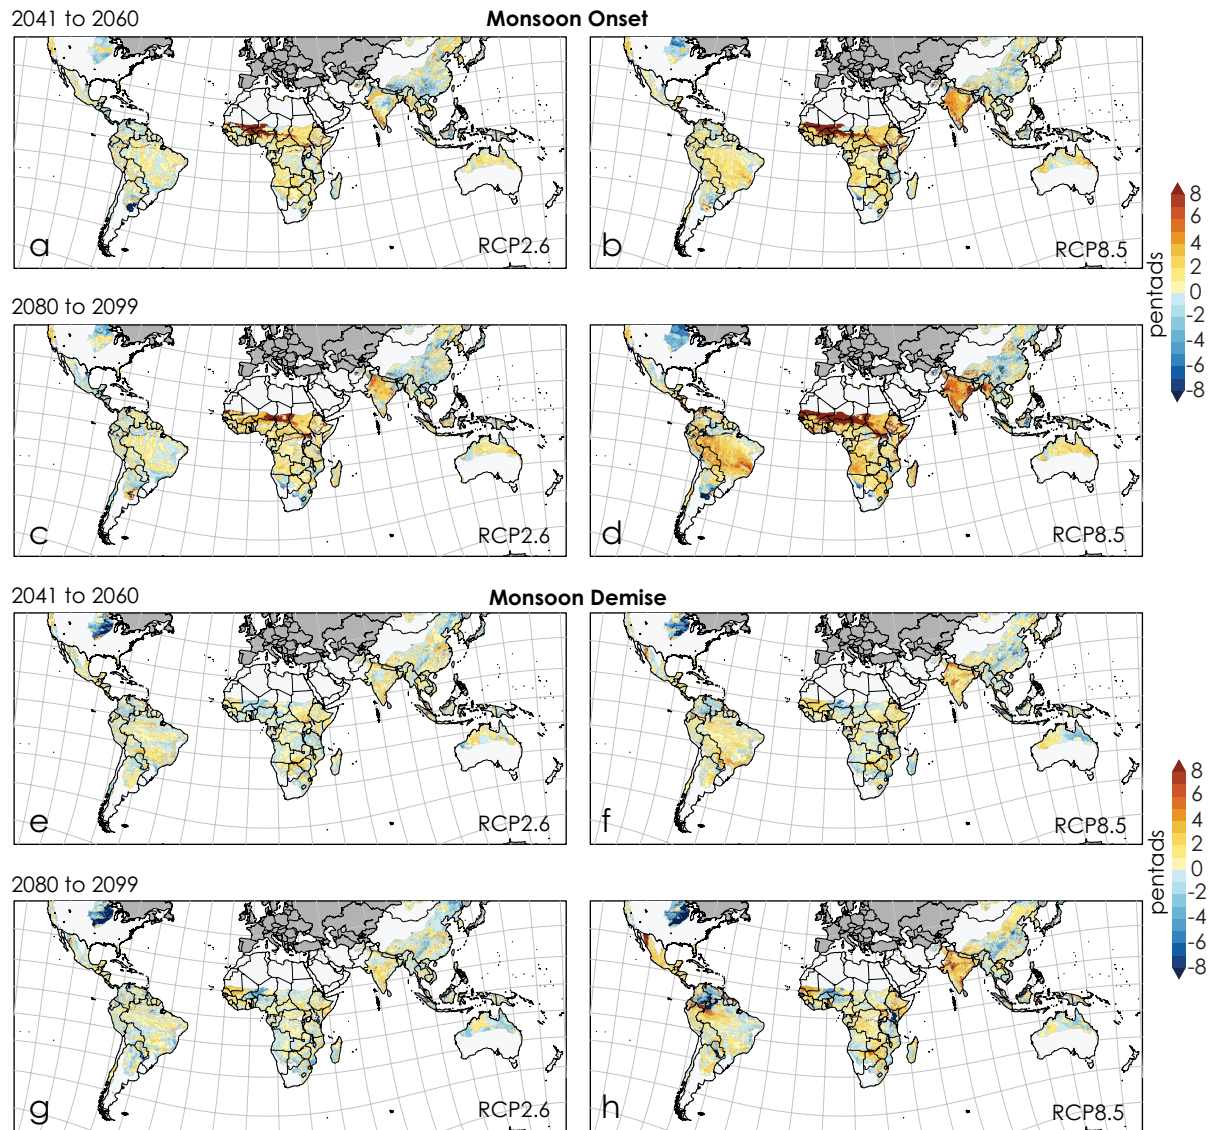 2041 to 2060
Monsoon Onset
a
RCP2.6
b
RCP8.5
2080 to 2099
c
RCP2.6
d
RCP8.5
8
6
4
2
0
-2
-4
-6
-8
pentads
2041 to 2060
Monsoon Demise
e
RCP2.6
f
RCP8.5
2080 to 2099
g
RCP2.6
h
RCP8.5
8
6
4
2
0
-2
-4
-6
-8
pentads